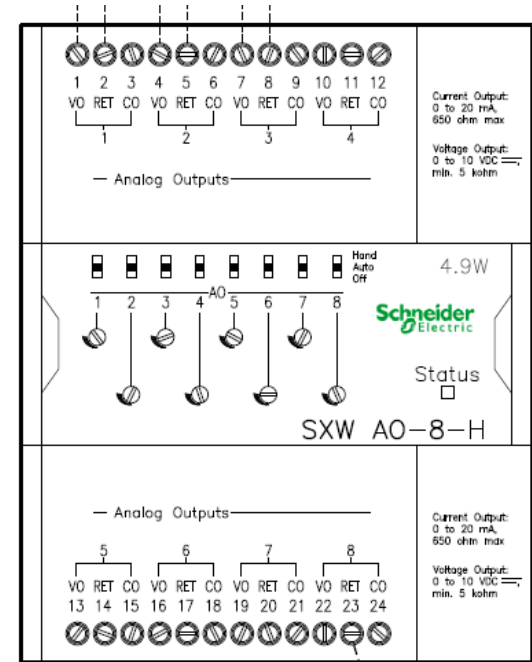 1 2 3 4 5 6 7 8 9 10 11 12
VO RET CO VO RET CO VO RET CO VO RET CO
1 2 3 4
Analog Outputs
Current Output:
0 to 20 mA,
650 ohm max
Voltage Output:
0 to 10 VDC
min. 5 kohm
Hand
Auto
Off
AO
1 2 3 4 5 6 7 8
4.9W
Schneider
Electric
Status
SXW AO-8-H
Analog Outputs
5 6 7 8
VO RET CO VO RET CO VO RET CO VO RET CO
13 14 15 16 17 18 19 20 21 22 23 24
Current Output:
0 to 20 mA,
650 ohm max
Voltage Output:
0 to 10 VDC
min. 5 kohm